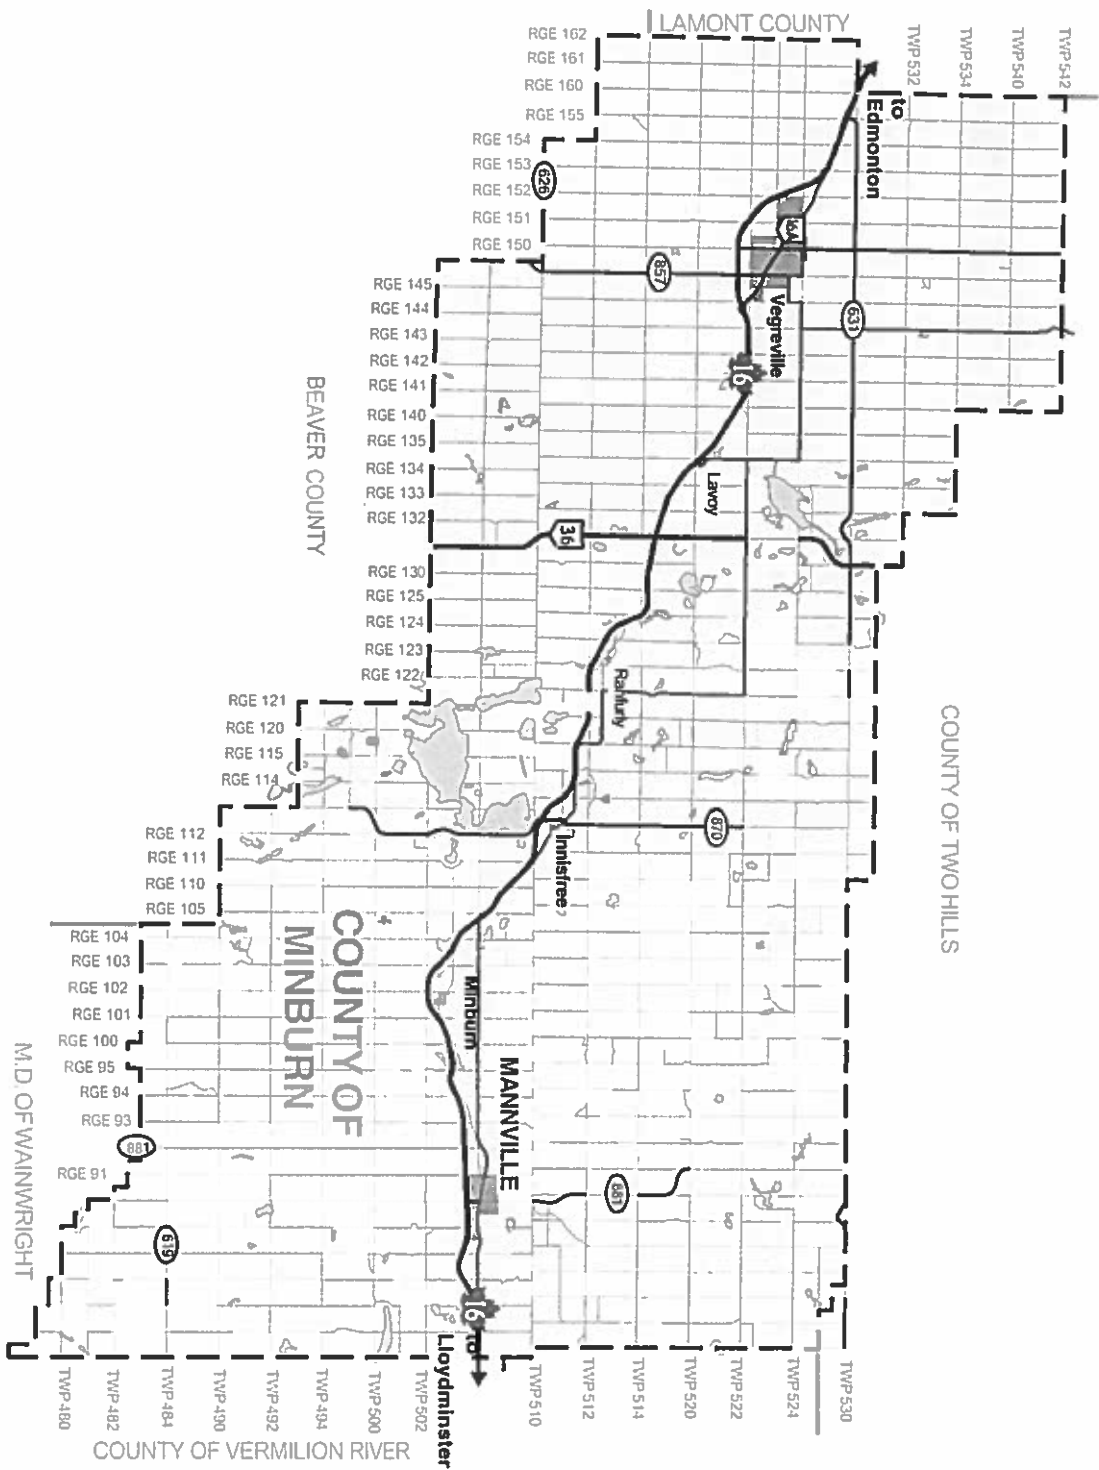 LAMONT COUNTY
RGE 162
RGE 161
RGE 160
RGE 155
RGE 154
RGE 153
RGE 152
RGE 151
RGE 150
RGE 145
RGE 144
RGE 143
RGE 142
RGE 141
RGE 140
RGE 135
RGE 134
RGE 133
RGE 132
RGE 130
RGE 125
RGE 124
RGE 123
RGE 122
RGE 121
RGE 120
RGE 115
RGE 114
RGE 112
RGE 111
RGE 110
RGE 105
RGE 104
RGE 103
RGE 102
RGE 101
RGE 100
RGE 95
RGE 94
RGE 93
RGE 91
TWP 532
TWP 534
TWP 540
TWP 542
to
Edmonton
626
16A
857
631
Vegreville
16
Lavoy
36
BEAVER COUNTY
Ranfurly
COUNTY OF TWO HILLS
870
Innisfree
COUNTY OF
MINBURN
Minburn
MANNVILLE
881
881
619
M.D. OF WAINWRIGHT
16
to
Lloydminster
TWP 480
TWP 482
TWP 484
TWP 490
TWP 492
TWP 494
TWP 500
TWP 502
TWP 510
TWP 512
TWP 514
TWP 520
TWP 522
TWP 524
TWP 530
COUNTY OF VERMILION RIVER